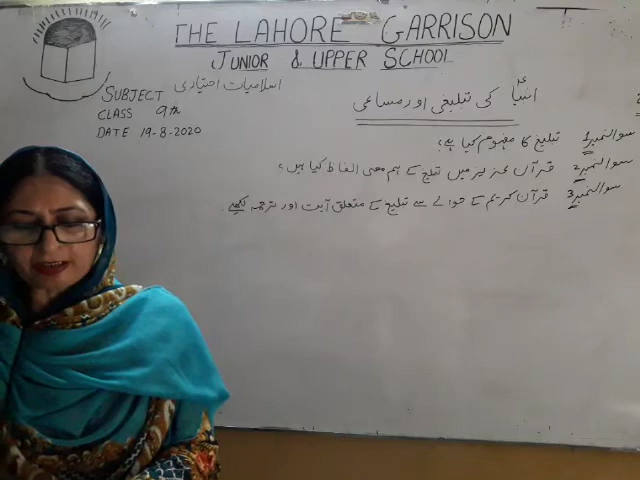 THE LAHORE GARRISON
JUNIOR & UPPER SCHOOL
SUBJECT اسلامیات اختیاری
CLASS 9th
DATE 19-8-2020
انبیاؑ کی تبلیغی اور مساعی
سوال نمبر1 تبلیغ کا مفہوم کیا ہے؟
سوال نمبر2 قرآن عزیز میں تبلیغ کے ہم معنی الفاظ کیا ہیں؟
سوال نمبر3 قرآن کریم کے حوالے سے تبلیغ کے متعلق آیت اور ترجمہ لکھیے.